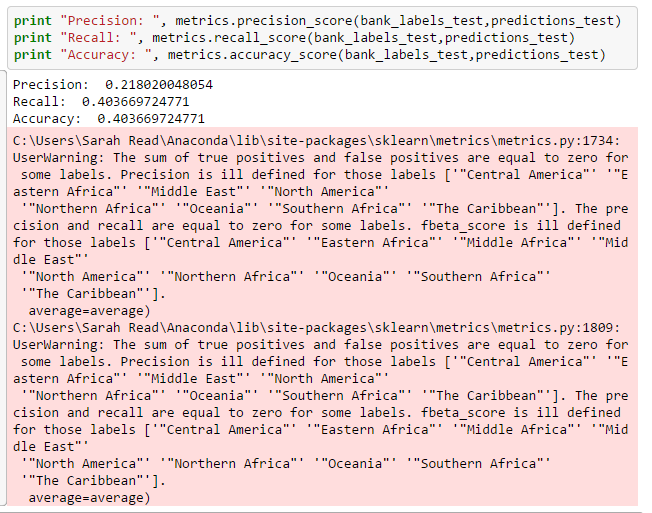 print "Precision: ", metrics.precision_score(bank_labels_test,predictions_test)
print "Recall: ", metrics.recall_score(bank_labels_test,predictions_test)
print "Accuracy: ", metrics.accuracy_score(bank_labels_test,predictions_test)
Precision:  0.218020048054
Recall:  0.403669724771
Accuracy:  0.403669724771
C:\Users\Sarah Read\Anaconda\lib\site-packages\sklearn\metrics\metrics.py:1734:
UserWarning: The sum of true positives and false positives are equal to zero for
 some labels. Precision is ill defined for those labels ['"Central America"' '"E
astern Africa"' '"Middle East"' '"North America"'
 '"Northern Africa"' '"Oceania"' '"Southern Africa"' '"The Caribbean"']. The pre
cision and recall are equal to zero for some labels. fbeta_score is ill defined
for those labels ['"Central America"' '"Eastern Africa"' '"Middle Africa"' '"Mid
dle East"'
 '"North America"' '"Northern Africa"' '"Oceania"' '"Southern Africa"'
 '"The Caribbean"'].
  average=average)
C:\Users\Sarah Read\Anaconda\lib\site-packages\sklearn\metrics\metrics.py:1809:
UserWarning: The sum of true positives and false positives are equal to zero for
 some labels. Precision is ill defined for those labels ['"Central America"' '"E
astern Africa"' '"Middle East"' '"North America"'
 '"Northern Africa"' '"Oceania"' '"Southern Africa"' '"The Caribbean"']. The pre
cision and recall are equal to zero for some labels. fbeta_score is ill defined
for those labels ['"Central America"' '"Eastern Africa"' '"Middle Africa"' '"Mid
dle East"'
 '"North America"' '"Northern Africa"' '"Oceania"' '"Southern Africa"'
 '"The Caribbean"'].
  average=average)